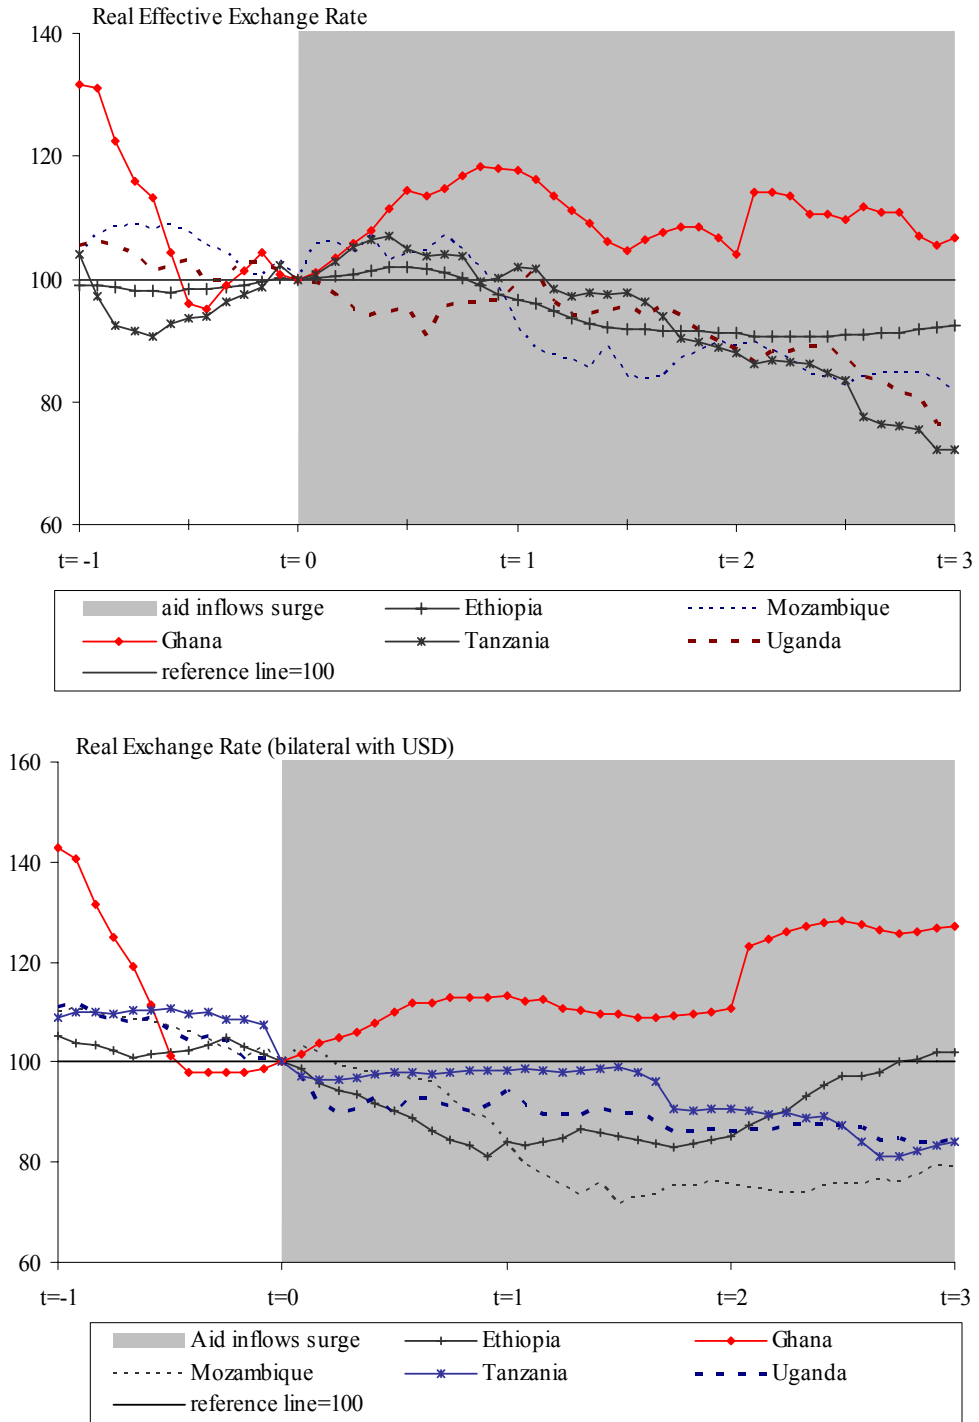 Real Effective Exchange Rate
140
120
100
80
60
t= -1 t= 0 t= 1 t= 2 t= 3
aid inflows surge Ethiopia Mozambique
Ghana Tanzania Uganda
reference line=100
Real Exchange Rate (bilateral with USD)
160
140
120
100
80
60
t=-1 t=0 t=1 t=2 t=3
Aid inflows surge Ethiopia Ghana
Mozambique Tanzania Uganda
reference line=100